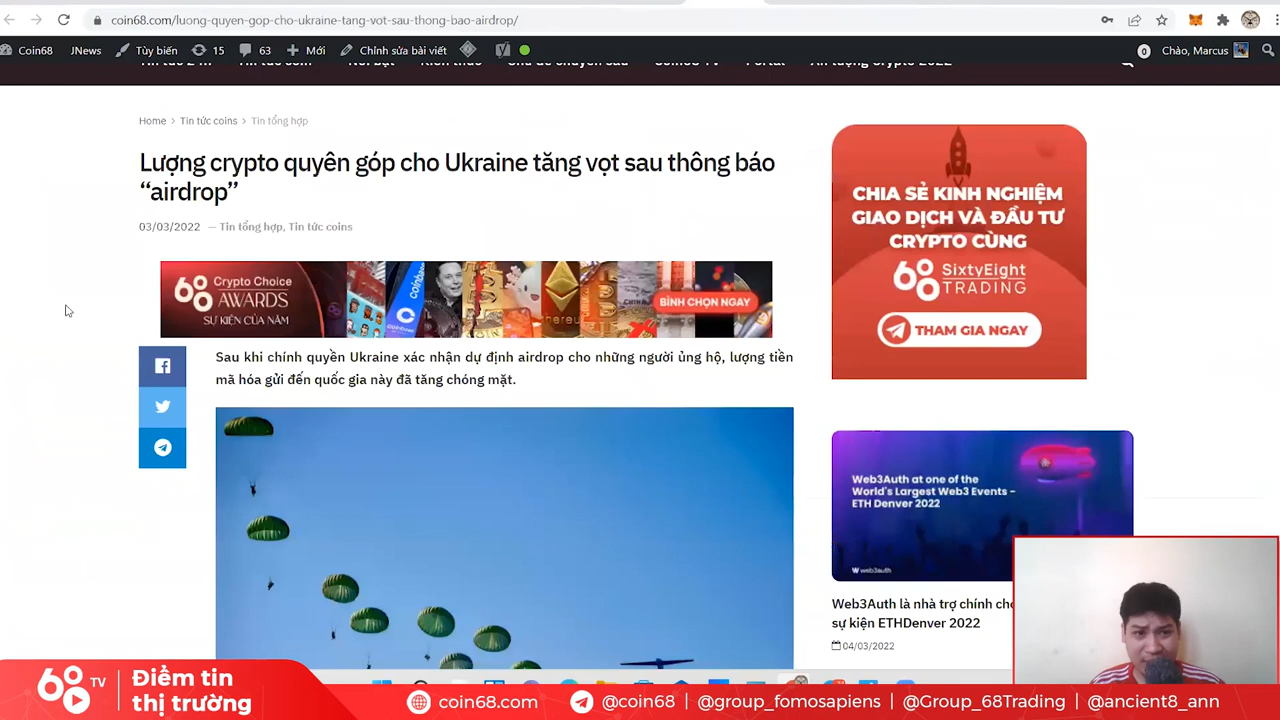 coin68.com/luong-quyen-gop-cho-ukraine-tang-vot-sau-thong-bao-airdrop/
Coin68 JNews Tùy biến 15 63 Mới Chỉnh sửa bài viết 0 Chào, Marcus
Home > Tin tức coins > Tin tổng hợp
Lượng crypto quyên góp cho Ukraine tăng vọt sau thông báo
“airdrop”
03/03/2022 — Tin tổng hợp, Tin tức coins
68 Crypto Choice
AWARDS
SỰ KIỆN CỦA NĂM
coinbase
BÌNH CHỌN NGAY
Sau khi chính quyền Ukraine xác nhận dự định airdrop cho những người ủng hộ, lượng tiền
mã hóa gửi đến quốc gia này đã tăng chóng mặt.
CHIA SẺ KINH NGHIỆM
GIAO DỊCH VÀ ĐẦU TƯ
CRYPTO CÙNG
68 SixtyEight
TRADING
THAM GIA NGAY
Web3Auth at one of the
World's Largest Web3 Events -
ETH Denver 2022
web3auth
Web3Auth là nhà trợ chính
sự kiện ETHDenver 2022
04/03/2022
68 TV
Điểm tin
thị trường
coin68.com @coin68 | @group_fomosapiens | @Group_68Trading | @ancient8_ann